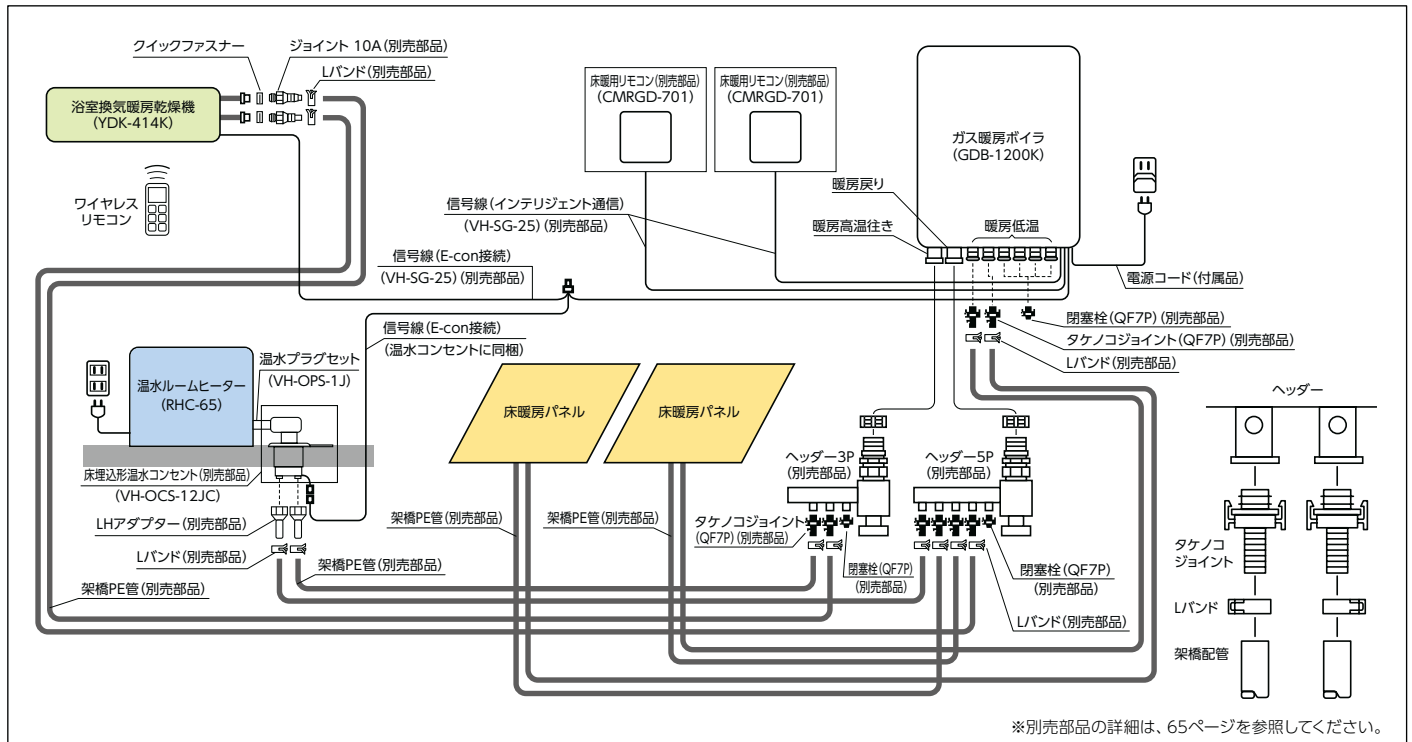 クイックファスナー
ジョイント 10A(別売部品)
Lバンド(別売部品)
浴室換気暖房乾燥機
(YDK-414K)
ワイヤレス
リモコン
床暖用リモコン(別売部品)
(CMRGD-701)
床暖用リモコン(別売部品)
(CMRGD-701)
ガス暖房ボイラ
(GDB-1200K)
暖房戻り
暖房高温往き
暖房低温
信号線(インテリジェント通信)
(VH-SG-25)(別売部品)
信号線(E-con接続)
(VH-SG-25)(別売部品)
電源コード(付属品)
信号線(E-con接続)
(温水コンセントに同梱)
閉塞栓(QF7P)(別売部品)
タケノコジョイント(QF7P)(別売部品)
Lバンド(別売部品)
温水プラグセット
(VH-OPS-1J)
温水ルームヒーター
(RHC-65)
床暖房パネル
床暖房パネル
ヘッダー
床埋込形温水コンセント(別売部品)
(VH-OCS-12JC)
ヘッダー3P
(別売部品)
ヘッダー5P
(別売部品)
LHアダプター(別売部品)
Lバンド(別売部品)
架橋PE管(別売部品)
架橋PE管(別売部品)
架橋PE管(別売部品)
架橋PE管(別売部品)
タケノコジョイント
(QF7P)(別売部品)
閉塞栓(QF7P)
(別売部品)
閉塞栓(QF7P)
(別売部品)
Lバンド(別売部品)
タケノコ
ジョイント
Lバンド
架橋配管
※別売部品の詳細は、65ページを参照してください。